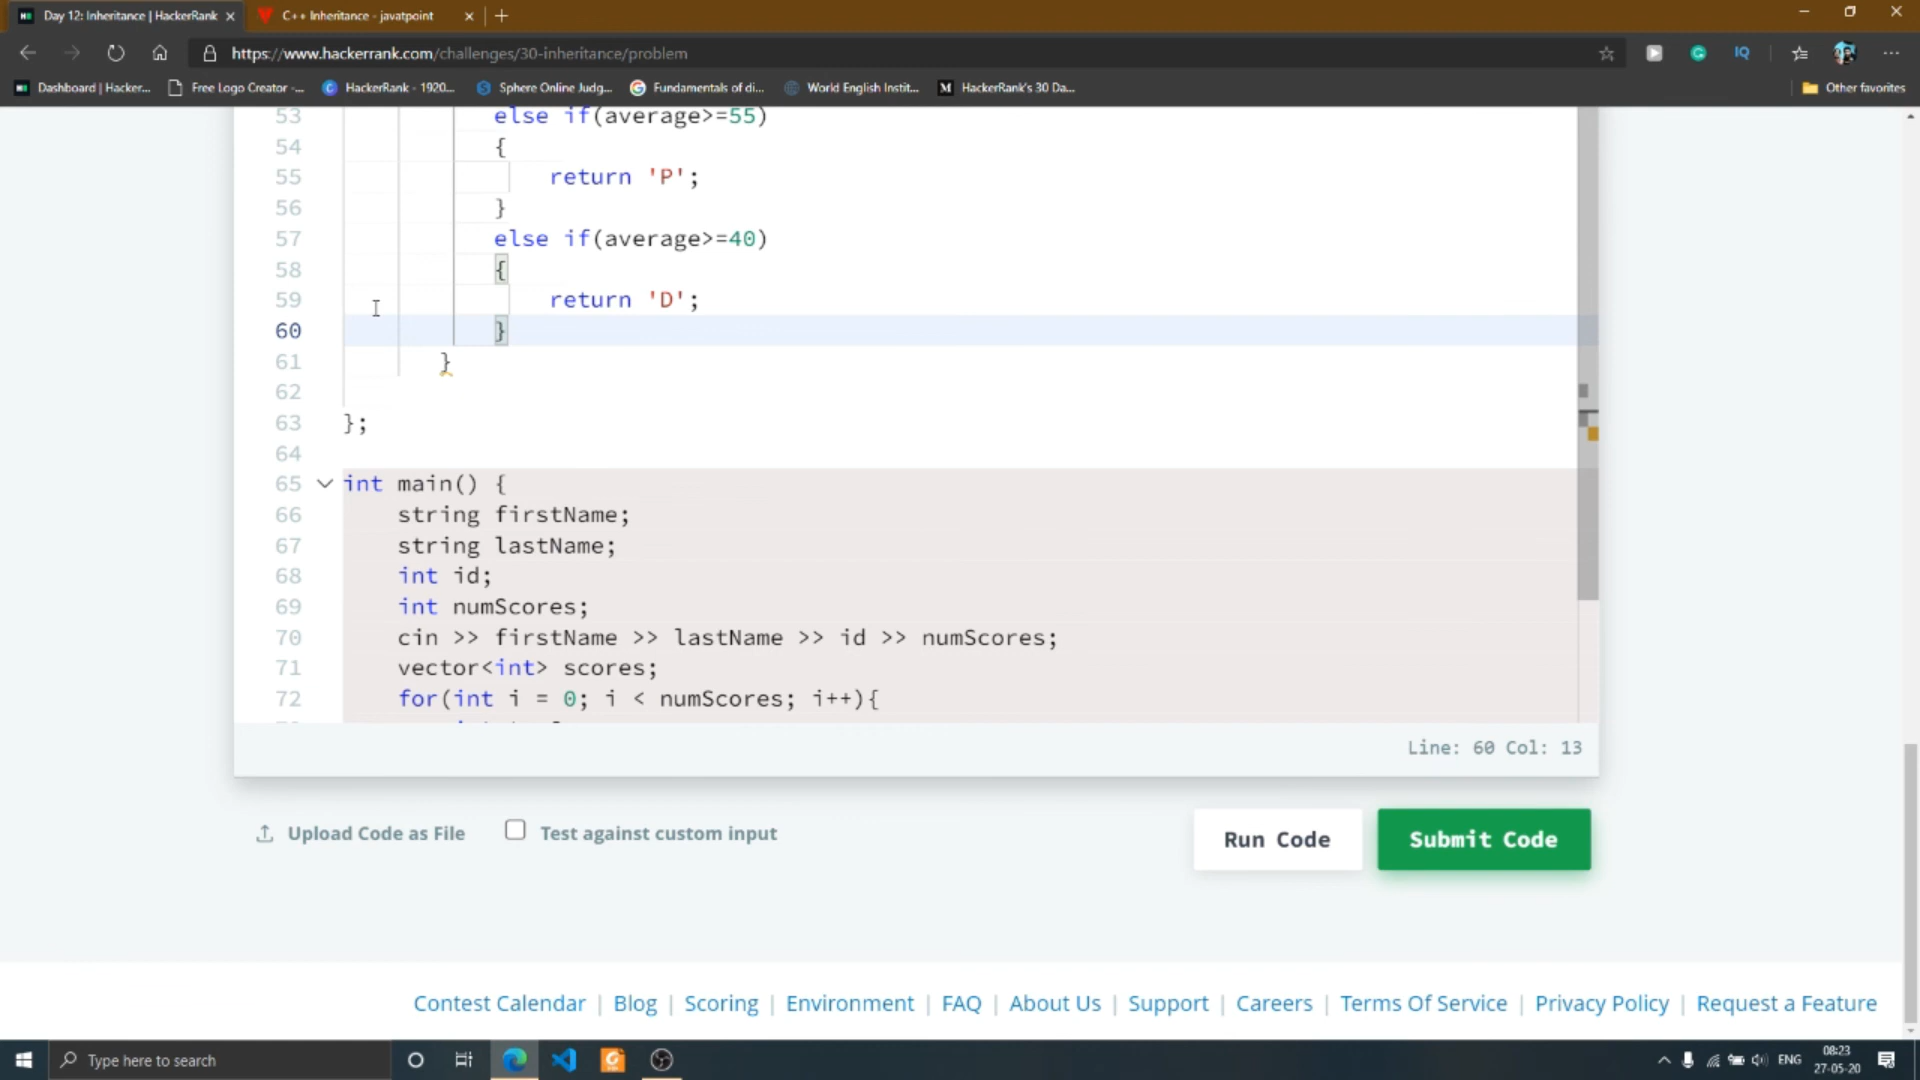 Day 12: Inheritance | HackerRank
C++ Inheritance - javatpoint
https://www.hackerrank.com/challenges/30-inheritance/problem
IQ
Dashboard | Hacker...
Free Logo Creator -...
HackerRank - 1920...
Sphere Online Judg...
Fundamentals of di...
World English Instit...
HackerRank's 30 Da...
Other favorites
53 else if(average>=55)
54 {
55 return 'P';
56 }
57 else if(average>=40)
58 {
59 return 'D';
60 }
61 }
62
63 };
64
65 int main() {
66 string firstName;
67 string lastName;
68 int id;
69 int numScores;
70 cin >> firstName >> lastName >> id >> numScores;
71 vector<int> scores;
72 for(int i = 0; i < numScores; i++){
Line: 60 Col: 13
Upload Code as File
Test against custom input
Run Code
Submit Code
Contest Calendar | Blog | Scoring | Environment | FAQ | About Us | Support | Careers | Terms Of Service | Privacy Policy | Request a Feature
Type here to search
ENG
08:23
27-05-20